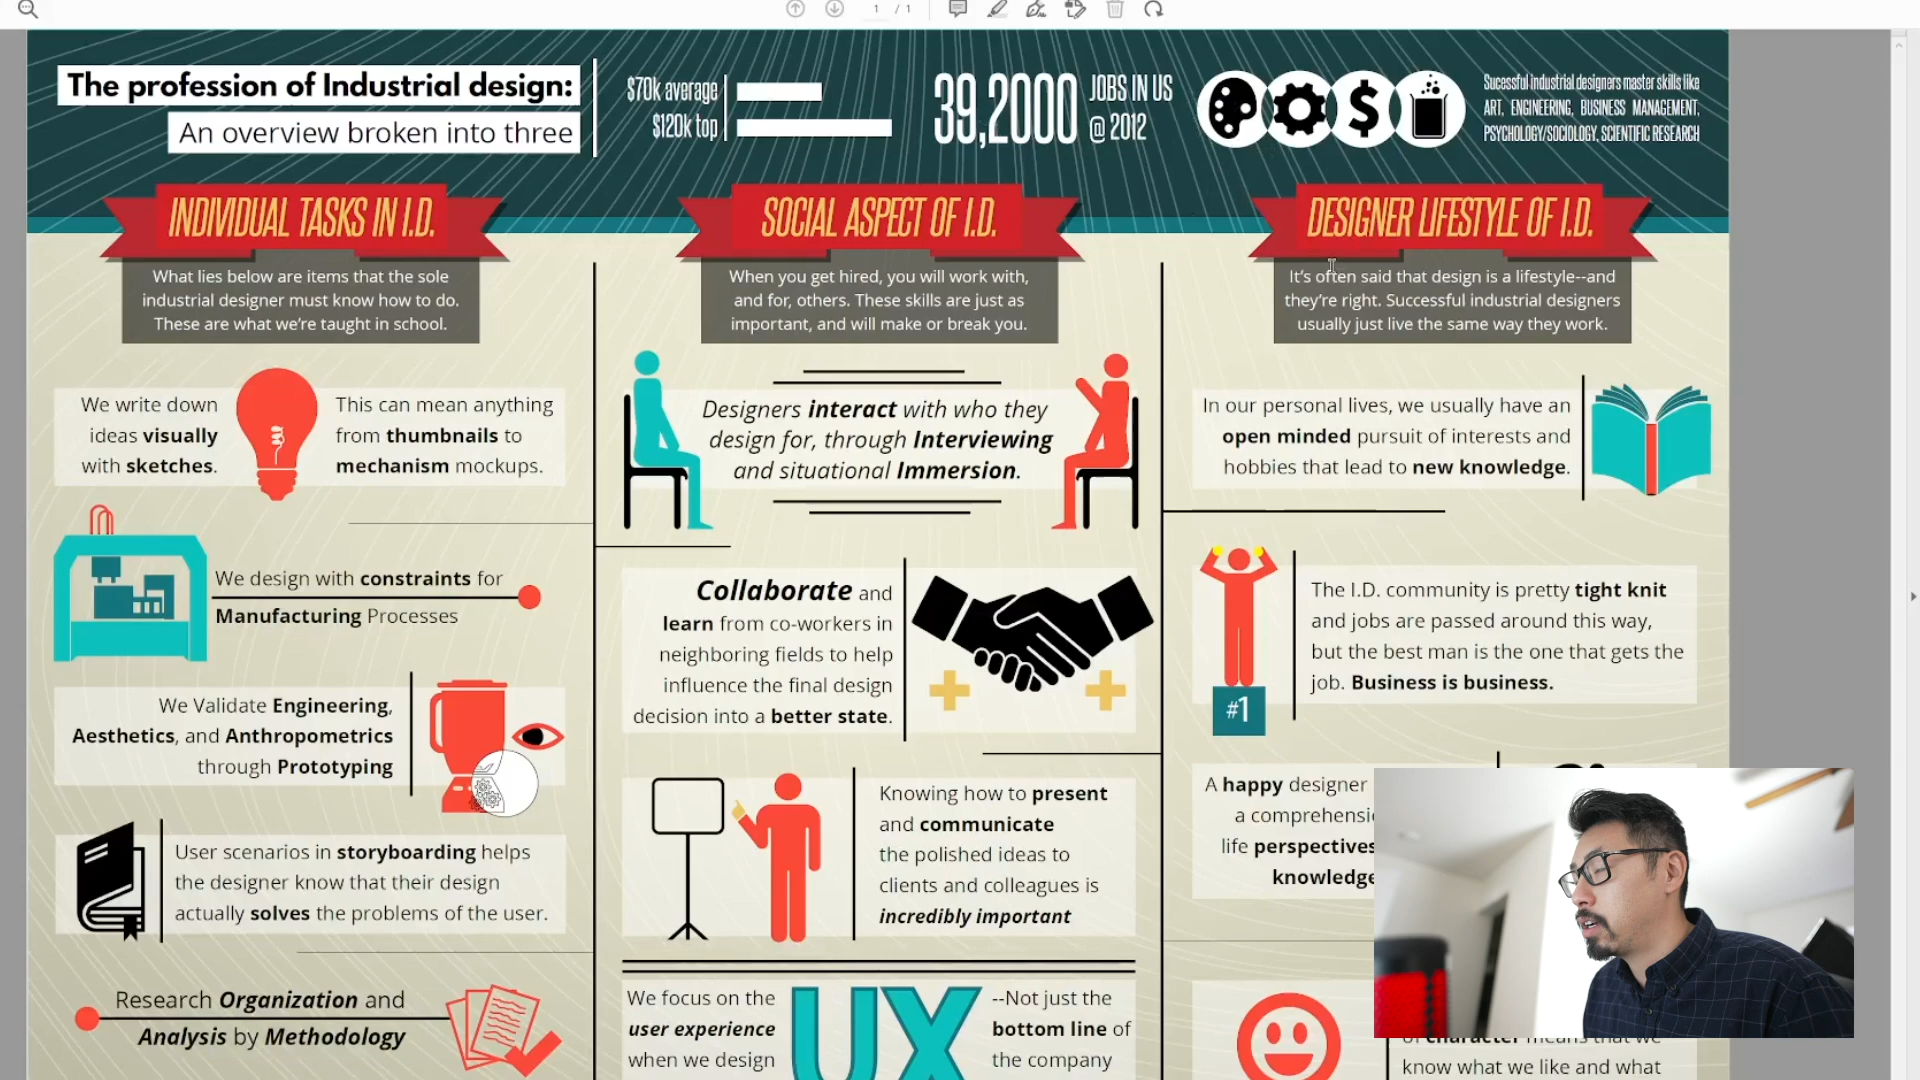 1 / 1
The profession of Industrial design:
An overview broken into three
$70k average
$120k top
39,2000
JOBS IN US
@ 2012
Sucessful industrial designers master skills like
ART, ENGINEERING, BUSINESS MANAGEMENT,
PSYCHOLOGY/SOCIOLOGY, SCIENTIFIC RESEARCH
INDIVIDUAL TASKS IN I.D.
What lies below are items that the sole
industrial designer must know how to do.
These are what we're taught in school.
We write down
ideas visually
with sketches.
This can mean anything
from thumbnails to
mechanism mockups.
We design with constraints for
Manufacturing Processes
We Validate Engineering,
Aesthetics, and Anthropometrics
through Prototyping
User scenarios in storyboarding helps
the designer know that their design
actually solves the problems of the user.
Research Organization and
Analysis by Methodology
SOCIAL ASPECT OF I.D.
When you get hired, you will work with,
and for, others. These skills are just as
important, and will make or break you.
Designers interact with who they
design for, through Interviewing
and situational Immersion.
Collaborate and
learn from co-workers in
neighboring fields to help
influence the final design
decision into a better state.
Knowing how to present
and communicate
the polished ideas to
clients and colleagues is
incredibly important
We focus on the
user experience
when we design
UX
--Not just the
bottom line of
the company
DESIGNER LIFESTYLE OF I.D.
It's often said that design is a lifestyle--and
they're right. Successful industrial designers
usually just live the same way they work.
In our personal lives, we usually have an
open minded pursuit of interests and
hobbies that lead to new knowledge.
#1
The I.D. community is pretty tight knit
and jobs are passed around this way,
but the best man is the one that gets the
job. Business is business.
A happy designer
a comprehensi
life perspectives
knowledge
of character means that we
know what we like and what